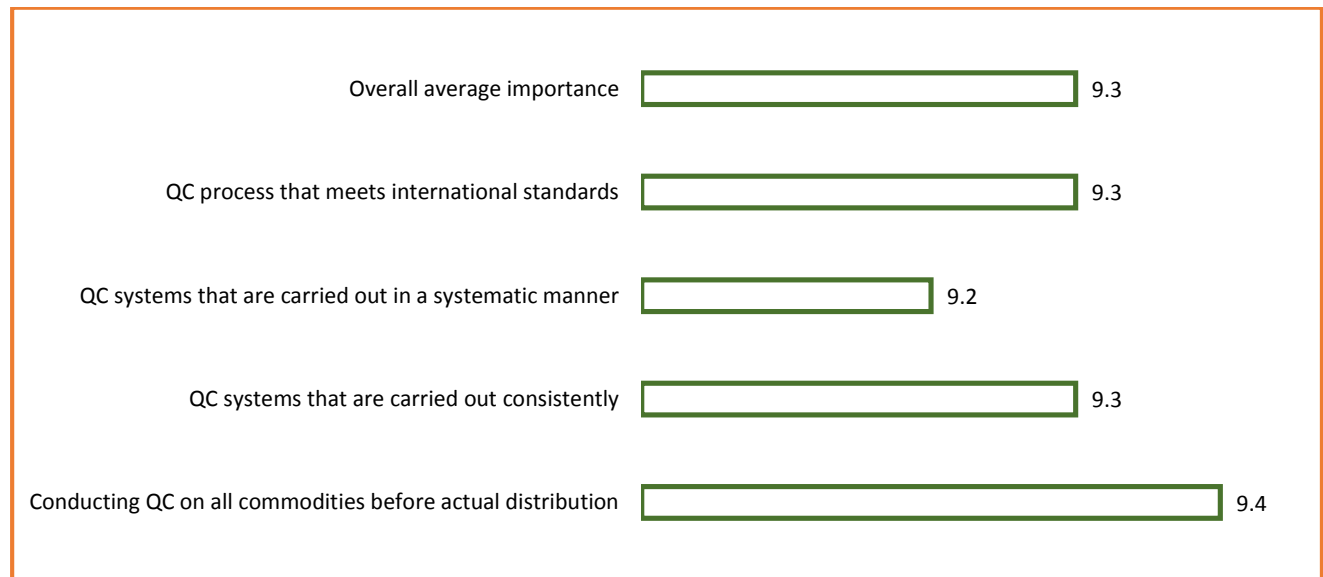 Overall average importance 9.3
QC process that meets international standards 9.3
QC systems that are carried out in a systematic manner 9.2
QC systems that are carried out consistently 9.3
Conducting QC on all commodities before actual distribution 9.4